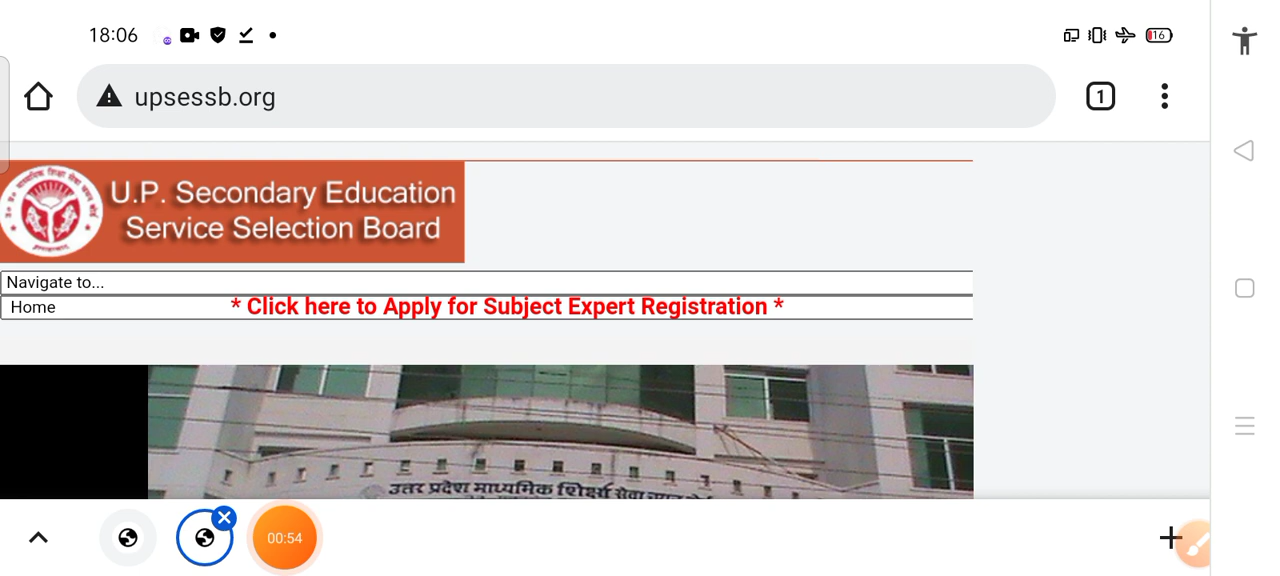 18:06
16
upsessb.org
1
U.P. Secondary Education
Service Selection Board
Navigate to...
Home
* Click here to Apply for Subject Expert Registration *
उत्तर प्रदेश माध्यमिक शिक्षा सेवा
00:54